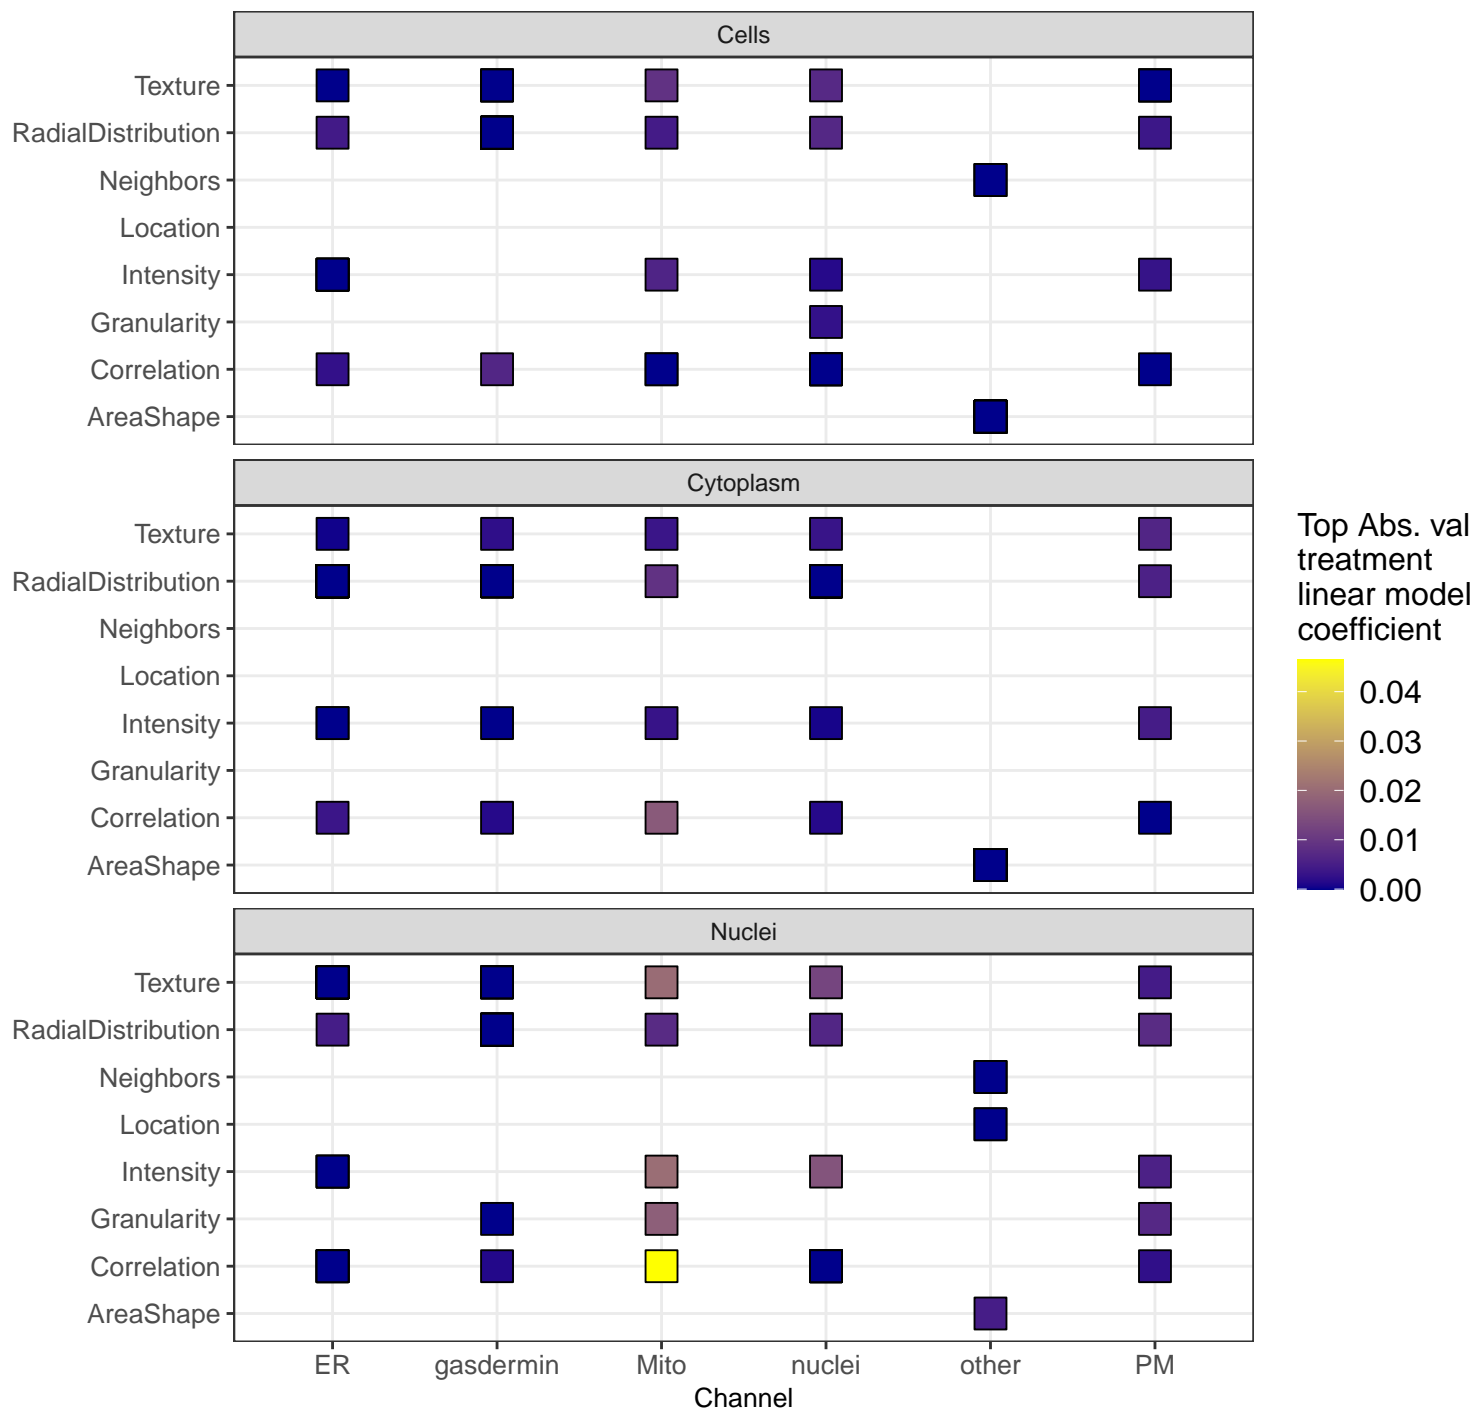 Cells
Texture
RadialDistribution
Neighbors
Location
Intensity
Granularity
Correlation
AreaShape
Cytoplasm
Texture
RadialDistribution
Neighbors
Location
Intensity
Granularity
Correlation
AreaShape
Nuclei
Texture
RadialDistribution
Neighbors
Location
Intensity
Granularity
Correlation
AreaShape
ER gasdermin Mito nuclei other PM
Channel
Top Abs. val
treatment
linear model
coefficient
0.04
0.03
0.02
0.01
0.00